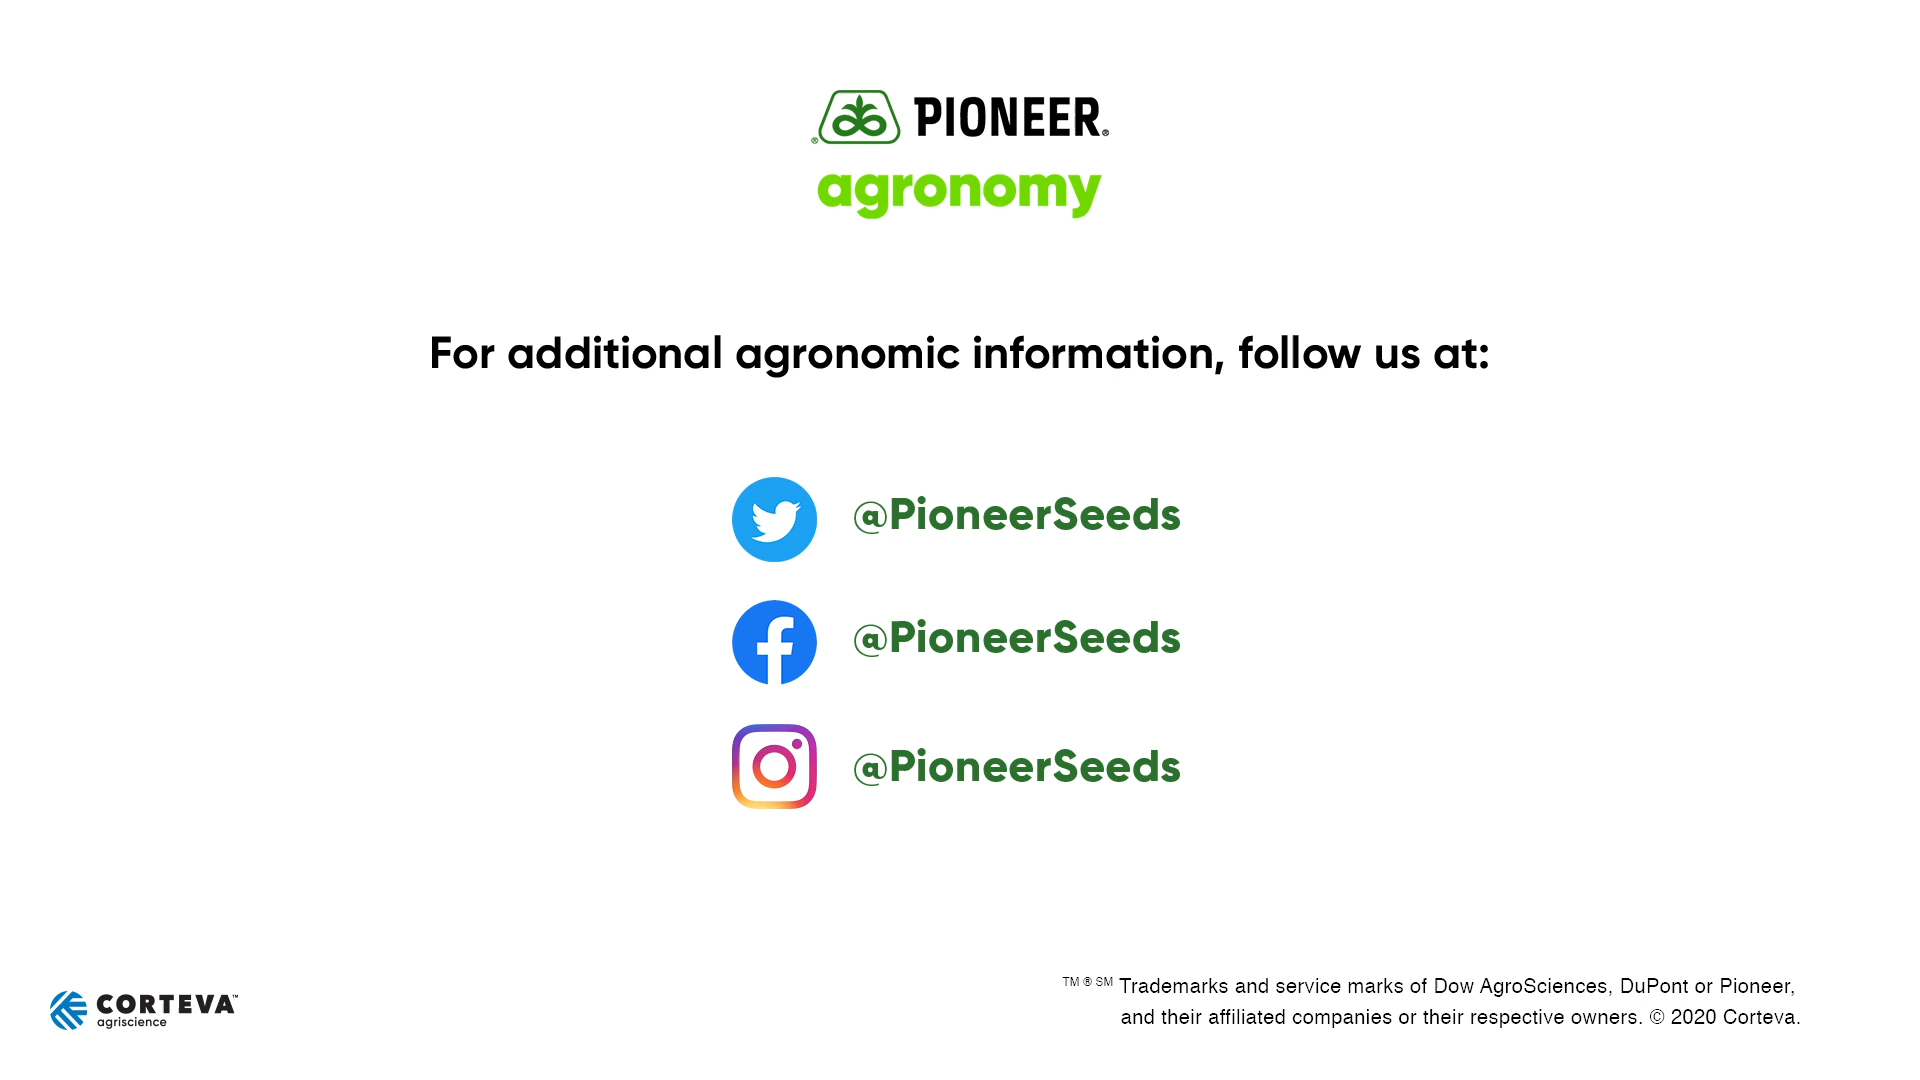 PIONEER®
agronomy
For additional agronomic information, follow us at:
@PioneerSeeds
@PioneerSeeds
@PioneerSeeds
CORTEVA™
agriscience
TM ® SM Trademarks and service marks of Dow AgroSciences, DuPont or Pioneer,
and their affiliated companies or their respective owners. © 2020 Corteva.